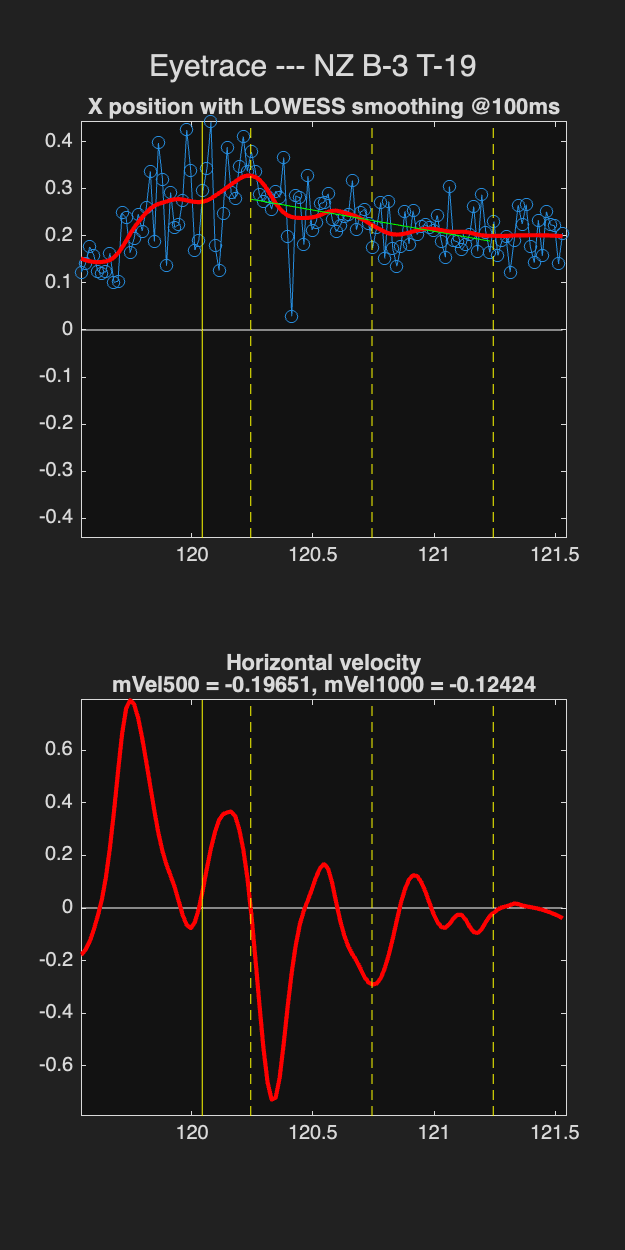 Eyetrace --- NZ B-3 T-19
X position with LOWESS smoothing @100ms
0.4
0.3
0.2
0.1
0
-0.1
-0.2
-0.3
-0.4
120 120.5 121 121.5
Horizontal velocity
mVel500 = -0.19651, mVel1000 = -0.12424
0.6
0.4
0.2
0
-0.2
-0.4
-0.6
120 120.5 121 121.5